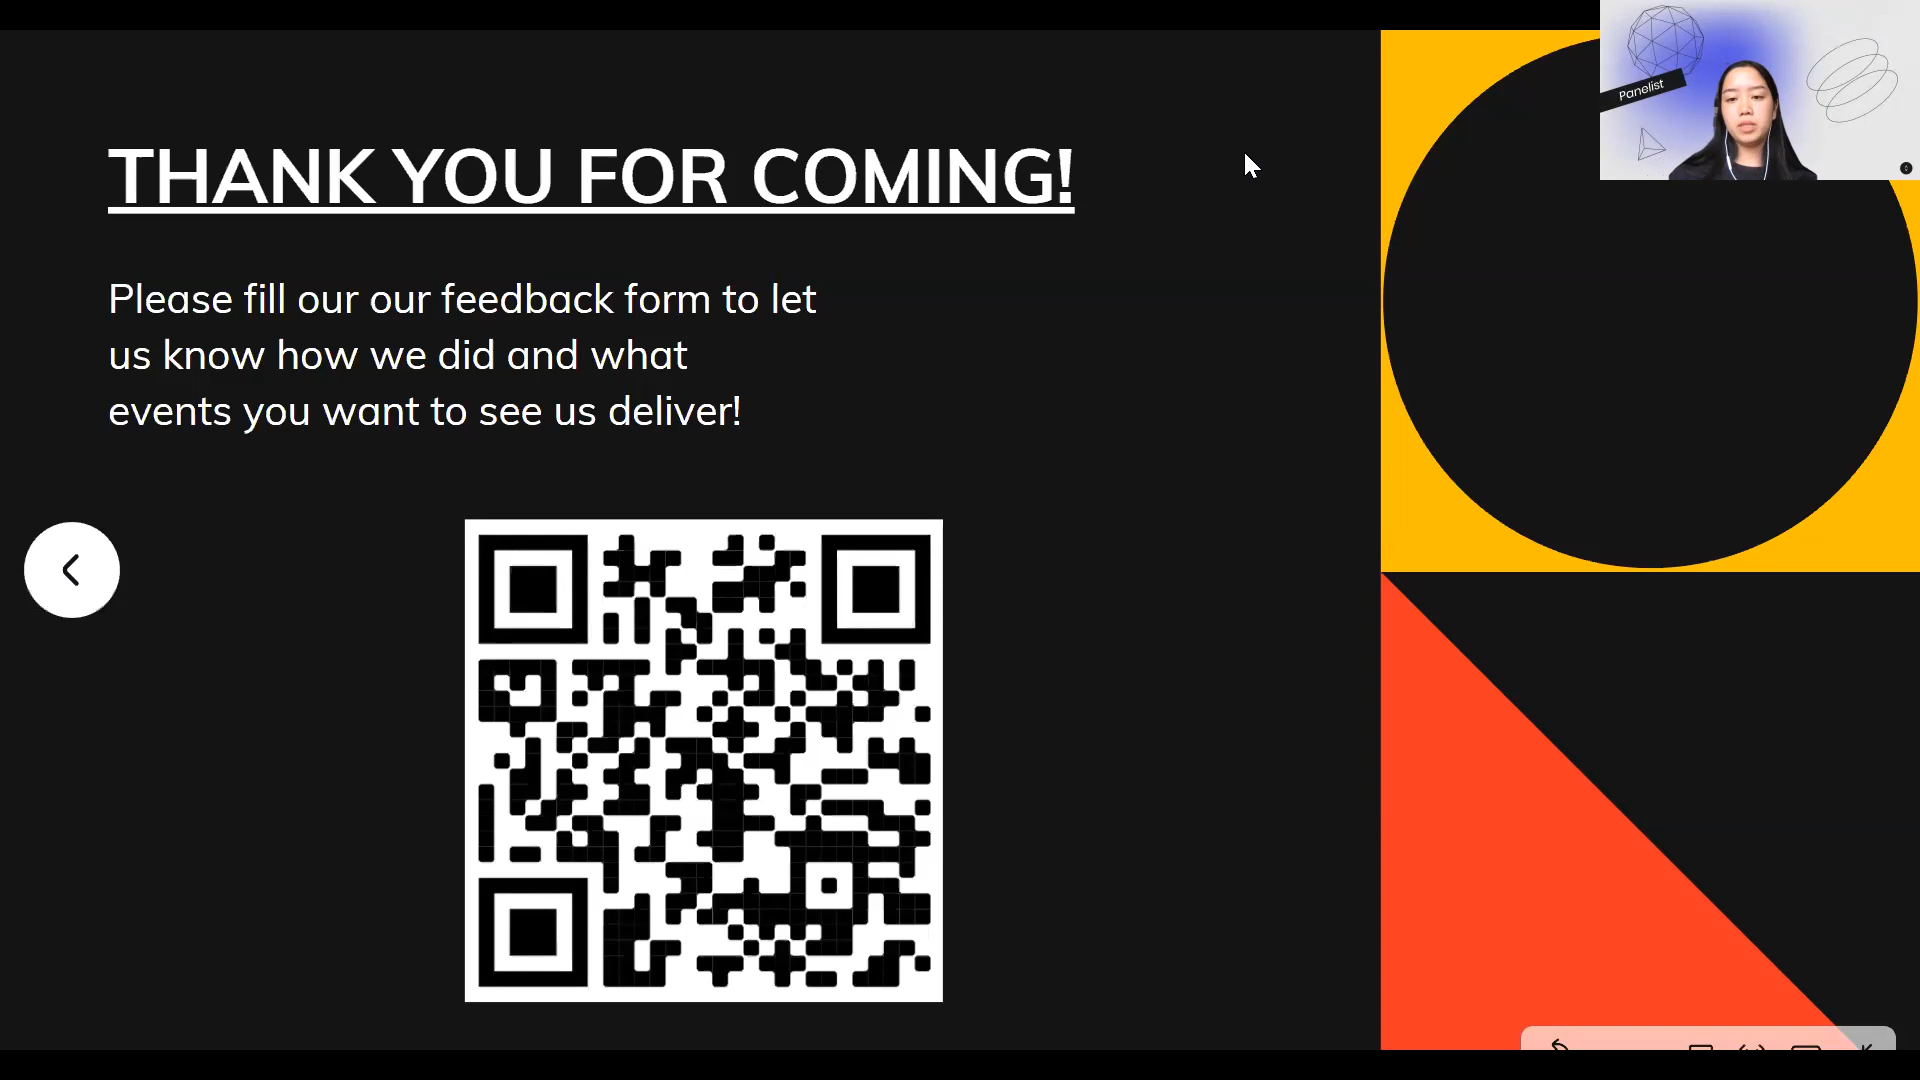 THANK YOU FOR COMING!
Please fill our our feedback form to let
us know how we did and what
events you want to see us deliver!
Panelist